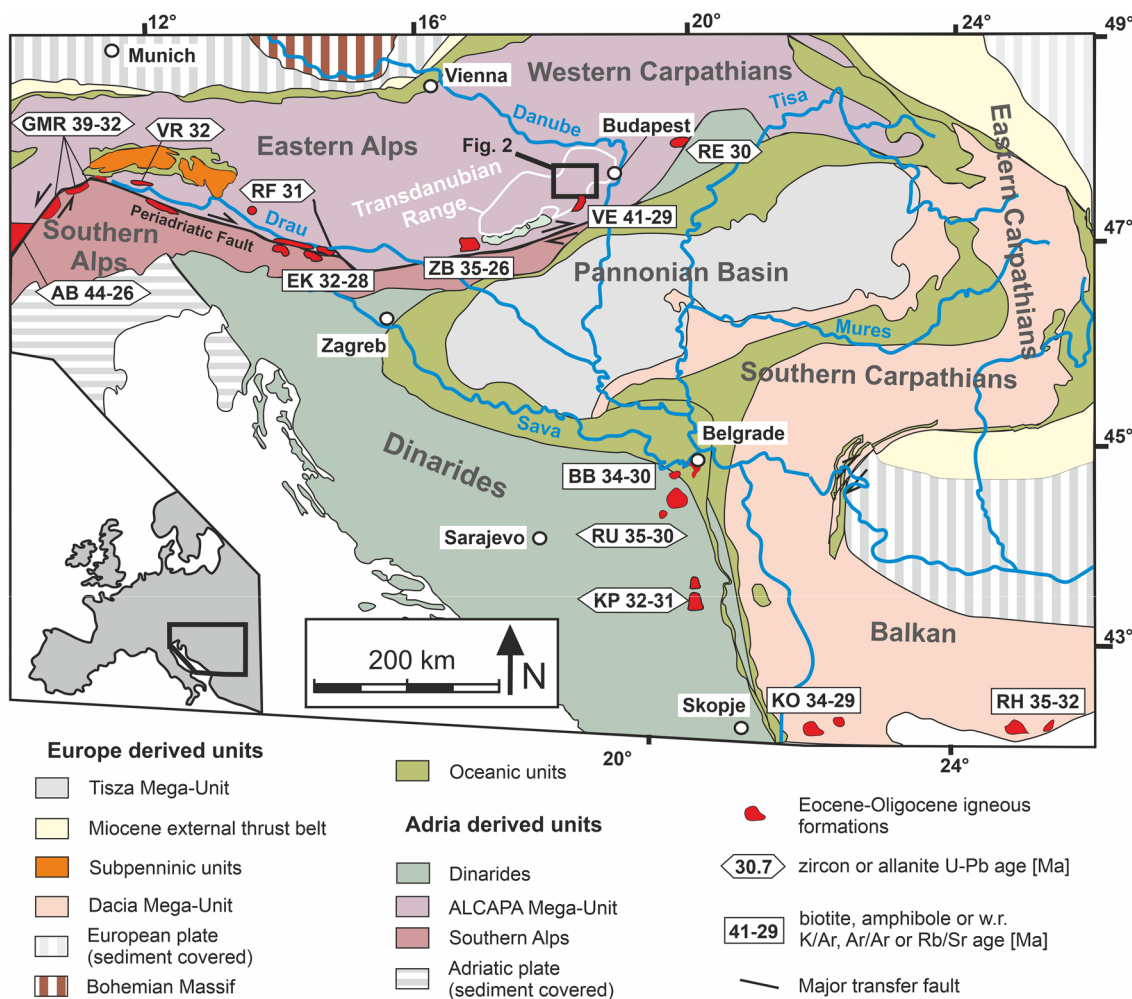 12°
16°
20°
24°
49°
Munich
Vienna
Western Carpathians
Tisa
Danube
GMR 39-32
VR 32
Eastern Alps
Budapest
RE 30
Fig. 2
Eastern Carpathians
Transdanubian
Range
RF 31
Drau
Periadriatic Fault
VE 41-29
47°
Southern
Alps
EK 32-28
ZB 35-26
Pannonian Basin
AB 44-26
Zagreb
Mures
Southern Carpathians
Sava
Belgrade
45°
Dinarides
BB 34-30
Sarajevo
RU 35-30
KP 32-31
Balkan
43°
200 km
N
Skopje
KO 34-29
RH 35-32
20°
24°
Europe derived units
Tisza Mega-Unit
Miocene external thrust belt
Subpenninic units
Dacia Mega-Unit
European plate
(sediment covered)
Bohemian Massif
Oceanic units
Adria derived units
Dinarides
ALCAPA Mega-Unit
Southern Alps
Adriatic plate
(sediment covered)
Eocene-Oligocene igneous
formations
30.7
zircon or allanite U-Pb age [Ma]
41-29
biotite, amphibole or w.r.
K/Ar, Ar/Ar or Rb/Sr age [Ma]
Major transfer fault